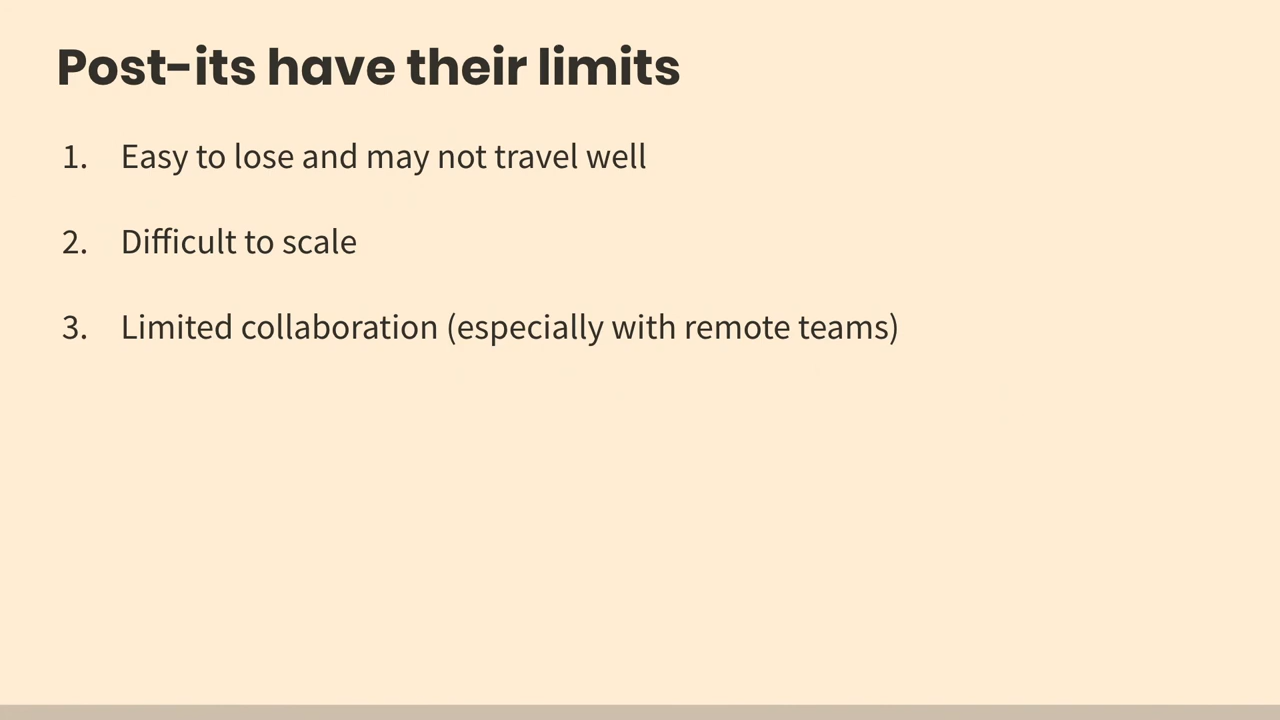 Post-its have their limits
1. Easy to lose and may not travel well
2. Difficult to scale
3. Limited collaboration (especially with remote teams)